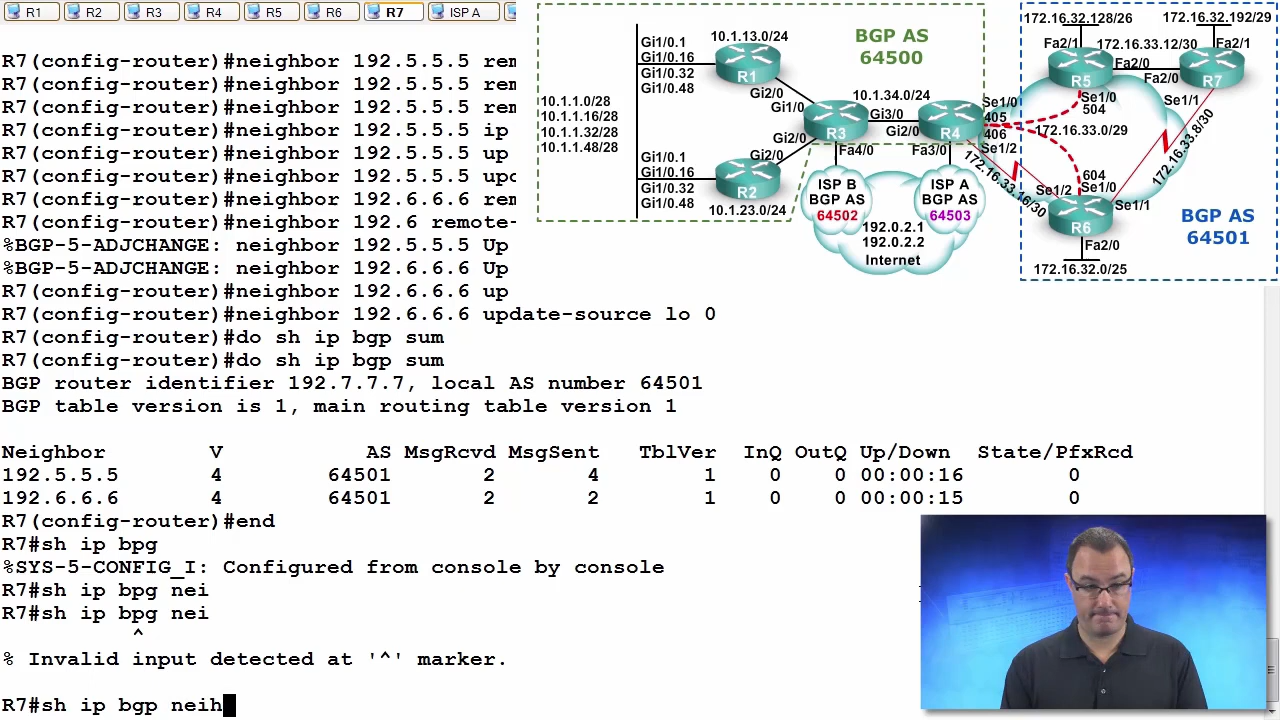 R1 R2 R3 R4 R5 R6 R7 ISP A
R7(config-router)#neighbor 192.5.5.5 rem
R7(config-router)#neighbor 192.5.5.5 rem
R7(config-router)#neighbor 192.5.5.5 rem
R7(config-router)#neighbor 192.5.5.5 ip
R7(config-router)#neighbor 192.5.5.5 up
R7(config-router)#neighbor 192.5.5.5 upd
R7(config-router)#neighbor 192.6.6.6 rem
R7(config-router)#neighbor 192.6 remote-
%BGP-5-ADJCHANGE: neighbor 192.5.5.5 Up
%BGP-5-ADJCHANGE: neighbor 192.6.6.6 Up
R7(config-router)#neighbor 192.6.6.6 up
R7(config-router)#neighbor 192.6.6.6 update-source lo 0
R7(config-router)#do sh ip bgp sum
R7(config-router)#do sh ip bgp sum
BGP router identifier 192.7.7.7, local AS number 64501
BGP table version is 1, main routing table version 1
Neighbor V AS MsgRcvd MsgSent TblVer InQ OutQ Up/Down State/PfxRcd
192.5.5.5 4 64501 2 4 1 0 0 00:00:16 0
192.6.6.6 4 64501 2 2 1 0 0 00:00:15 0
R7(config-router)#end
R7#sh ip bpg
%SYS-5-CONFIG_I: Configured from console by console
R7#sh ip bpg nei
R7#sh ip bpg nei
^
% Invalid input detected at '^' marker.
R7#sh ip bgp neih
BGP AS
64500
10.1.1.0/28
10.1.1.16/28
10.1.1.32/28
10.1.1.48/28
Gi1/0.1
Gi1/0.16
Gi1/0.32
Gi1/0.48
10.1.13.0/24
R1
Gi2/0
Gi1/0
Gi2/0
R3
Gi3/0
10.1.34.0/24
Gi2/0
R4
Fa4/0
Fa3/0
Gi1/0.1
Gi1/0.16
Gi1/0.32
Gi1/0.48
Gi2/0
R2
10.1.23.0/24
ISP B
BGP AS
64502
ISP A
BGP AS
64503
192.0.2.1
192.0.2.2
Internet
Se1/0
405
406
Se1/2
172.16.33.16/30
172.16.32.128/26
Fa2/1
R5
Fa2/0
Se1/0
504
172.16.33.12/30
172.16.32.192/29
Fa2/1
Fa2/0
R7
Se1/1
172.16.33.0/29
172.16.33.8/30
604
Se1/2
Se1/0
Se1/1
R6
Fa2/0
172.16.32.0/25
BGP AS
64501